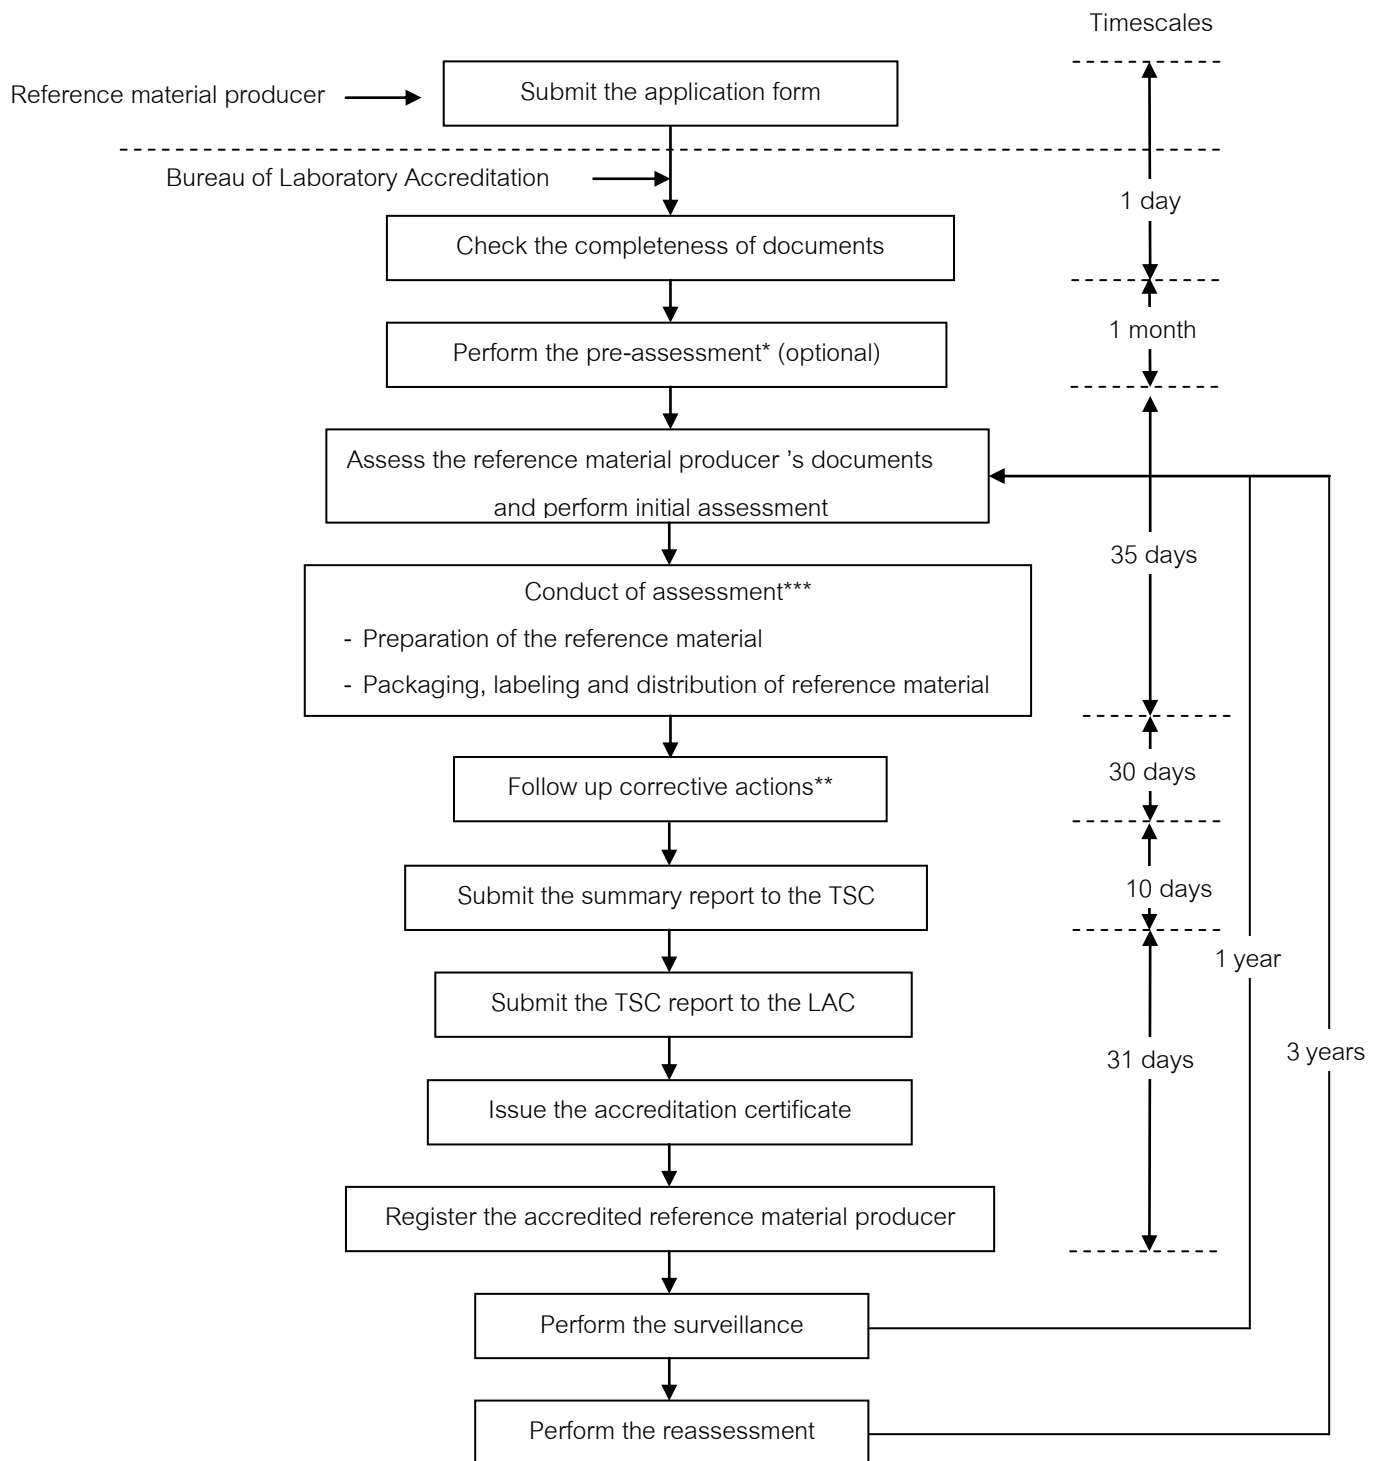 Timescales
Submit the application form
Reference material producer
Bureau of Laboratory Accreditation
1 day
Check the completeness of documents
1 month
Perform the pre-assessment* (optional)
Assess the reference material producer 's documents
and perform initial assessment
35 days
Conduct of assessment***
- Preparation of the reference material
- Packaging, labeling and distribution of reference material
30 days
Follow up corrective actions**
10 days
Submit the summary report to the TSC
1 year
Submit the TSC report to the LAC
3 years
31 days
Issue the accreditation certificate
Register the accredited reference material producer
Perform the surveillance
Perform the reassessment